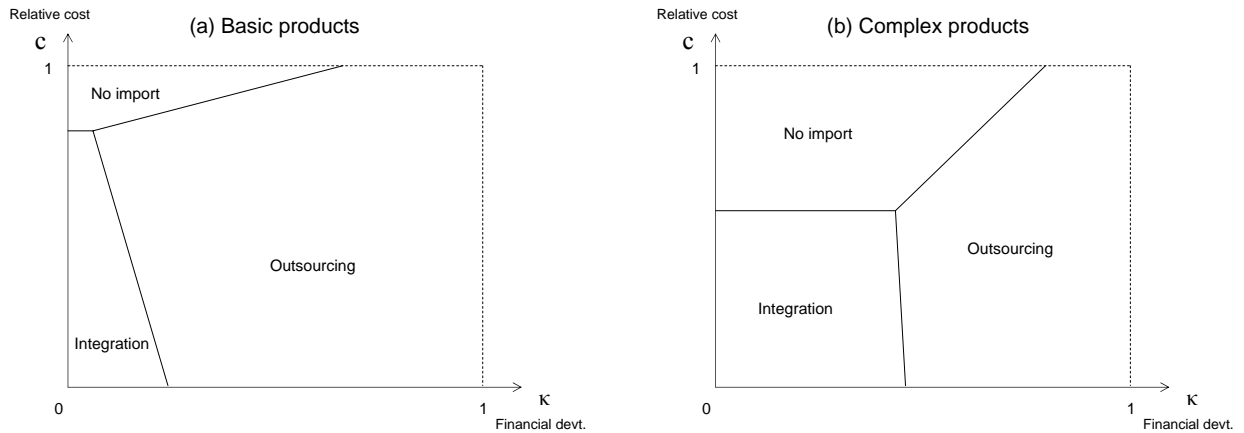 Relative cost
(a) Basic products
c
1
No import
Outsourcing
Integration
0
1
κ
Financial devt.
Relative cost
(b) Complex products
c
1
No import
Outsourcing
Integration
0
1
κ
Financial devt.